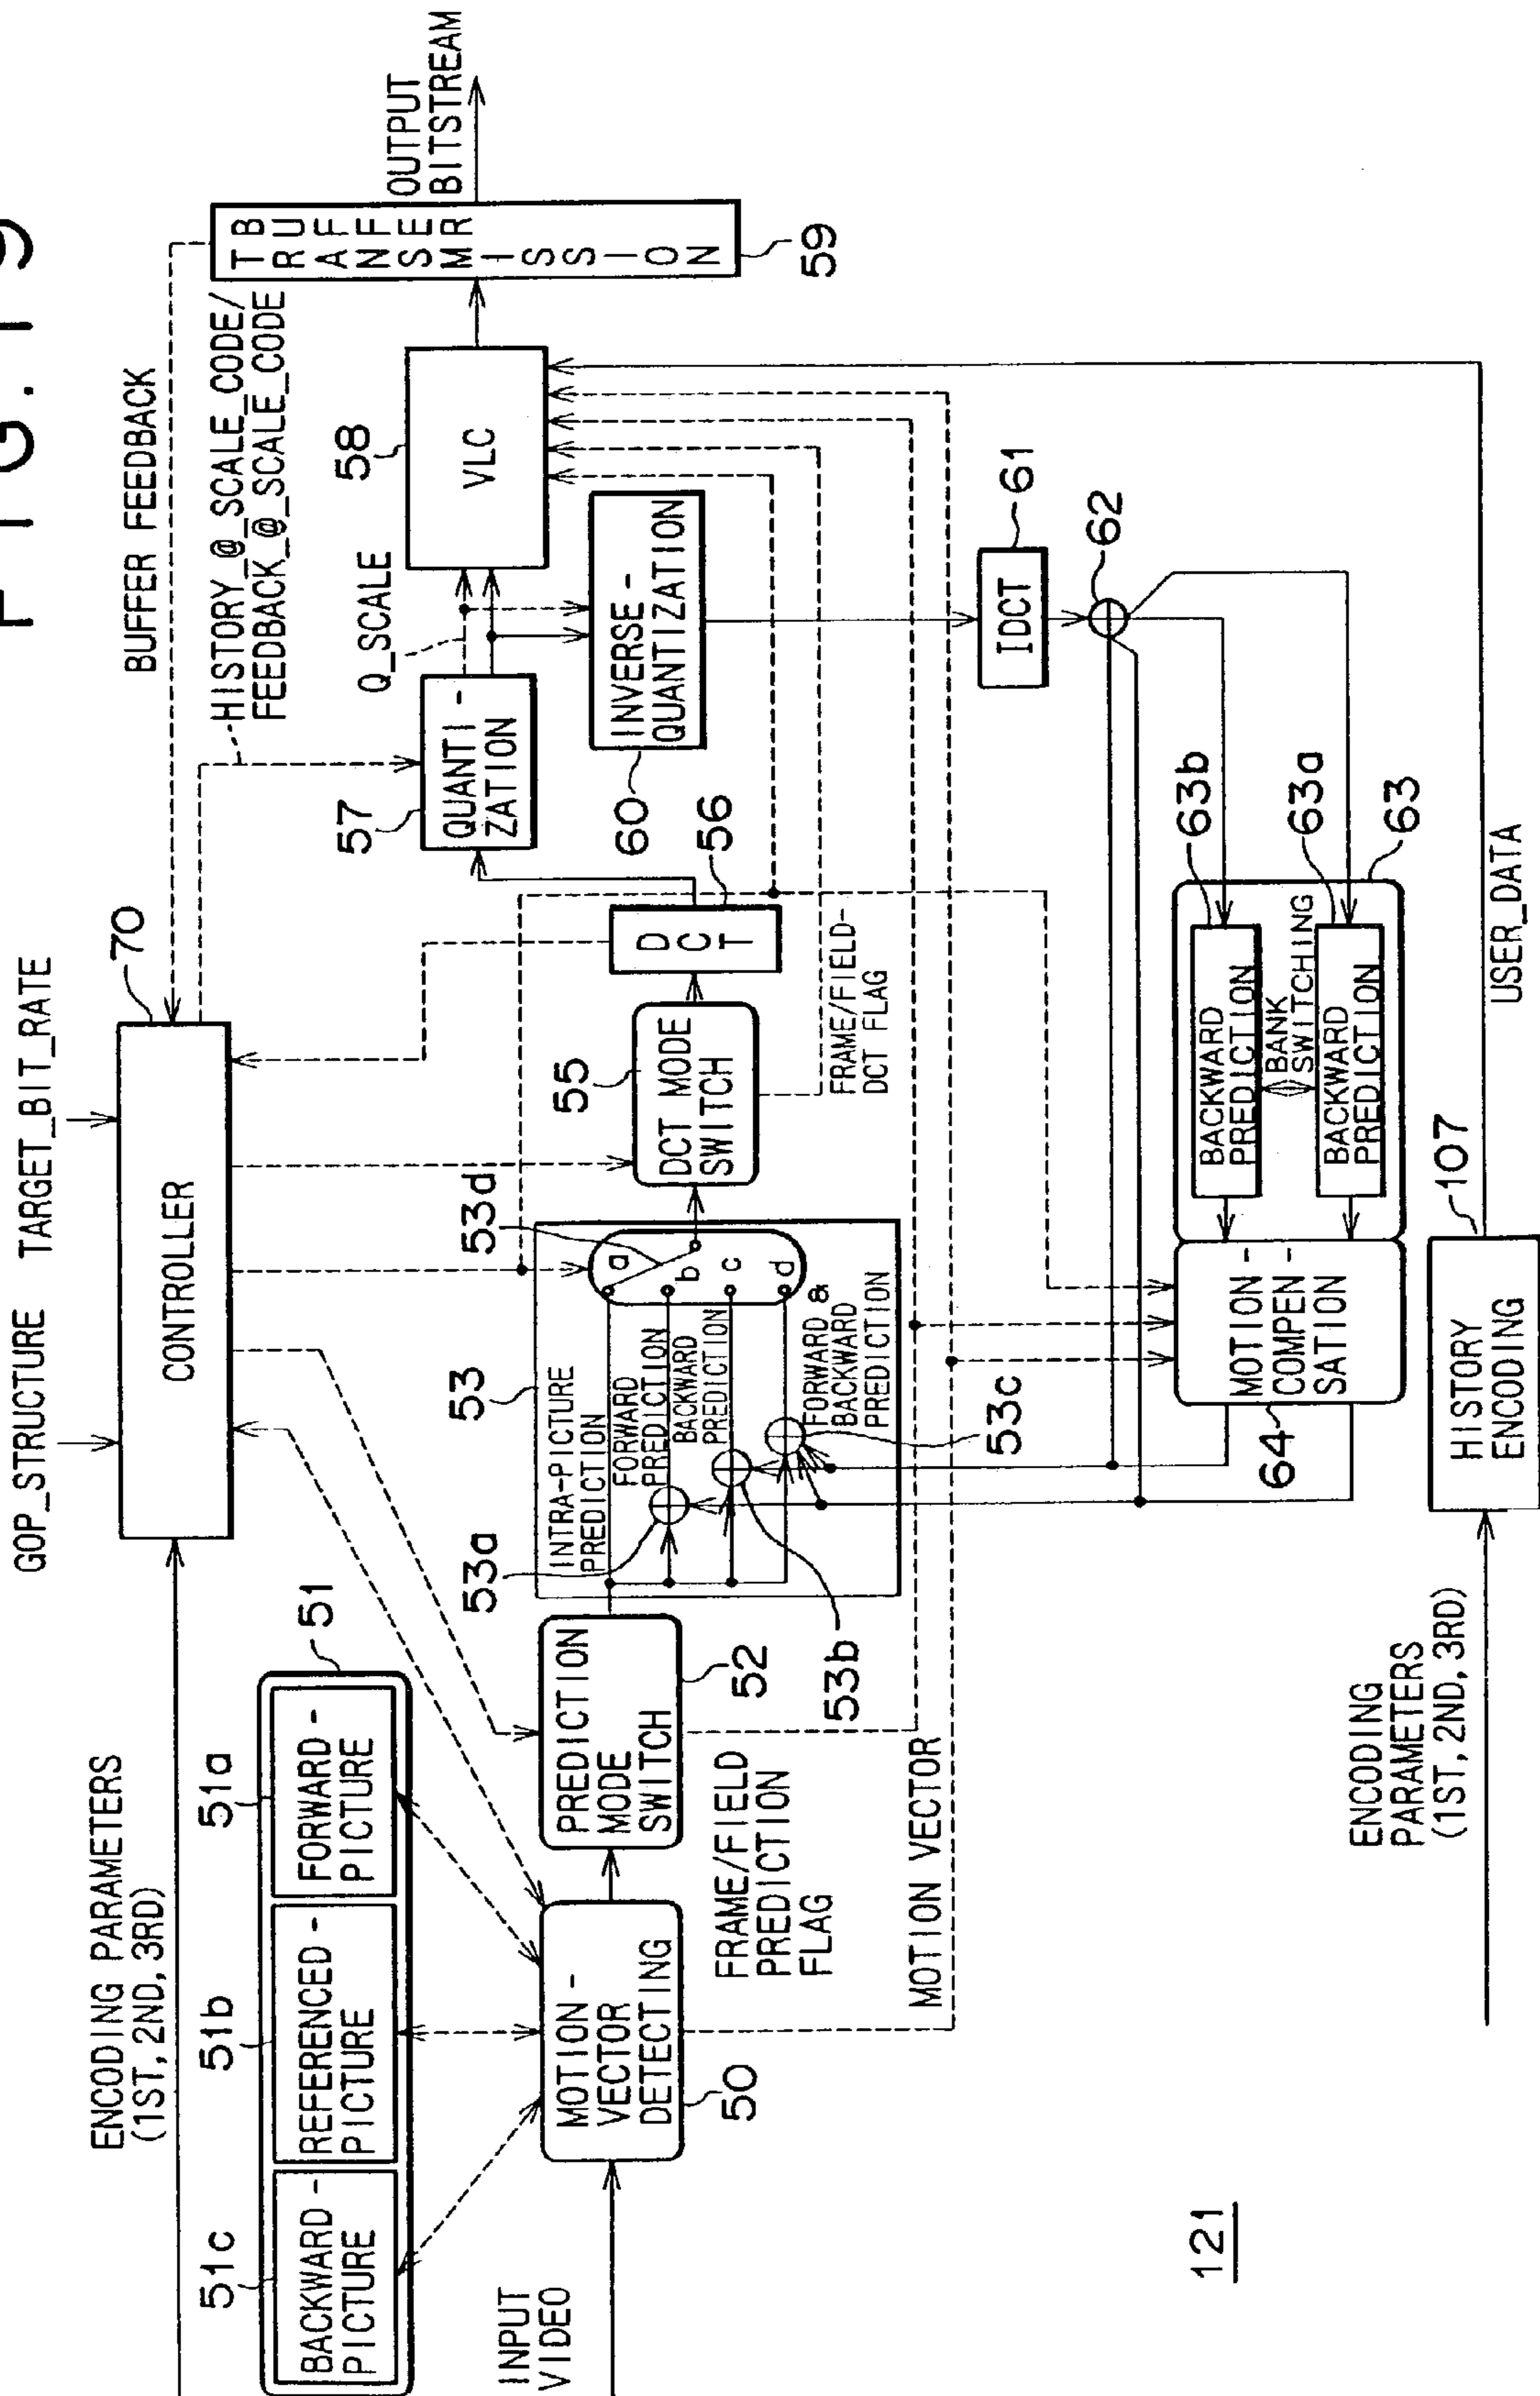 FIG. 19
GOP_STRUCTURE
TARGET_BIT_RATE
ENCODING PARAMETERS
(1ST, 2ND, 3RD)
CONTROLLER
70
BUFFER FEEDBACK
HISTORY_@_SCALE_CODE/
FEEDBACK_@_SCALE_CODE
51c
51b
51a
51
BACKWARD-
PICTURE
REFERENCED-
PICTURE
FORWARD-
PICTURE
INPUT
VIDEO
MOTION-
VECTOR
DETECTING
50
PREDICTION
MODE
SWITCH
52
FRAME/FIELD
PREDICTION
FLAG
MOTION VECTOR
53
53a
53b
53c
53d
INTRA-PICTURE
PREDICTION
FORWARD
PREDICTION
BACKWARD
PREDICTION
FORWARD &
BACKWARD
PREDICTION
a
b
c
d
55
DCT MODE
SWITCH
FRAME/FIELD-
DCT FLAG
DCT
56
57
QUANTI-
ZATION
Q_SCALE
58
VLC
TRANSMISSION
BUFFER
59
OUTPUT
BITSTREAM
60
INVERSE-
QUANTIZATION
IDCT
61
62
63b
63a
63
BACKWARD
PREDICTION
BANK
SWITCHING
BACKWARD
PREDICTION
MOTION-
COMPEN-
SATION
64
HISTORY
ENCODING
107
USER_DATA
ENCODING
PARAMETERS
(1ST, 2ND, 3RD)
121